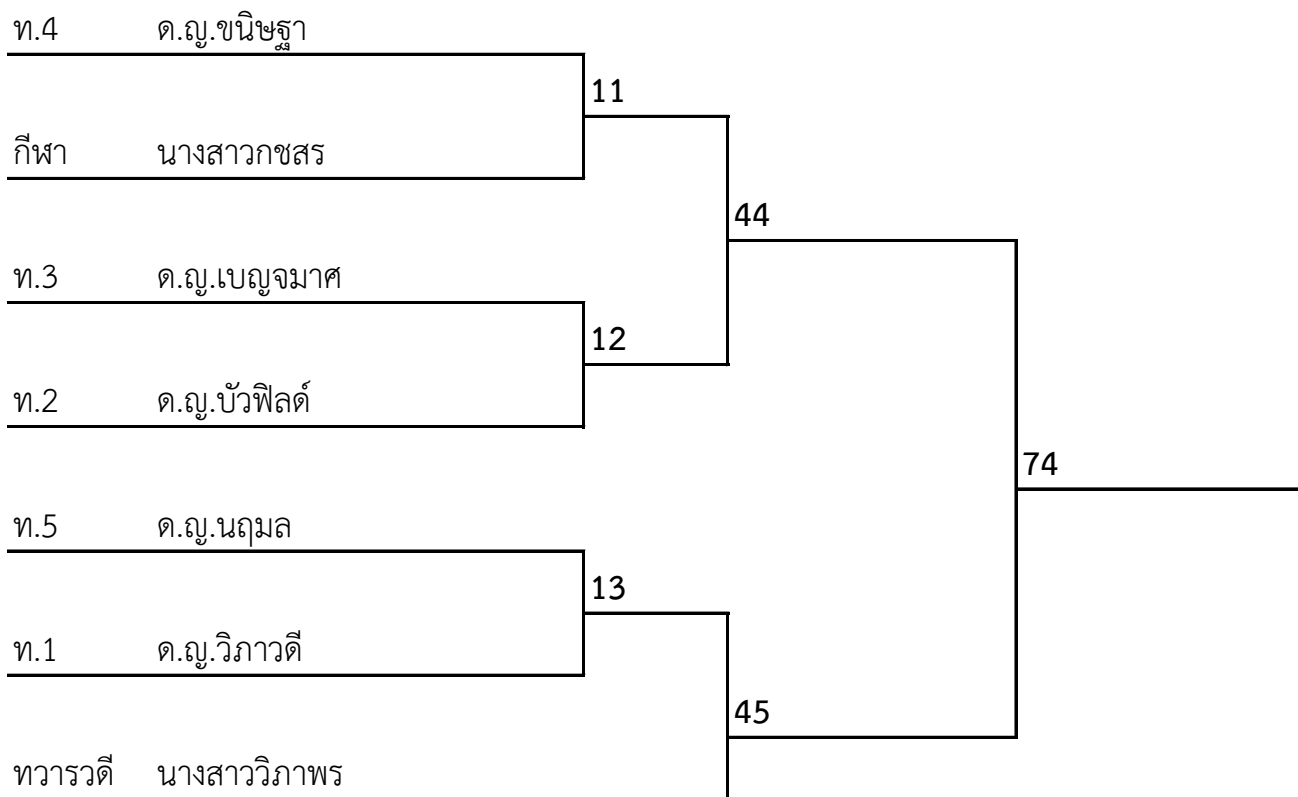 ท.4 ด.ญ.ขนิษฐา
11
กีฬา นางสาวกชสร
44
ท.3 ด.ญ.เบญจมาศ
12
ท.2 ด.ญ.บัวฟิลด์
74
ท.5 ด.ญ.นฤมล
13
ท.1 ด.ญ.วิภาวดี
45
ทวารวดี นางสาววิภาพร